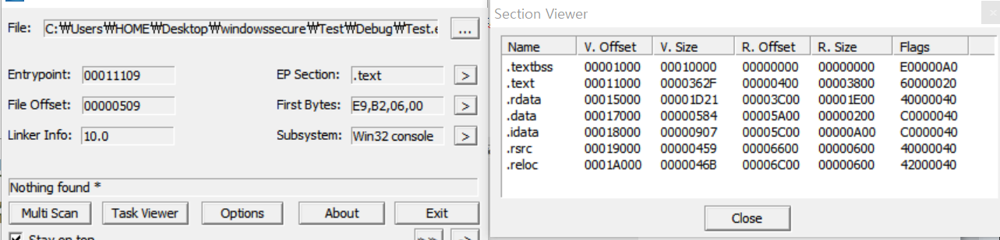 File: C:₩Users₩HOME₩Desktop₩windowssecure₩Test₩Debug₩Test.e ...
Entrypoint: 00011109 EP Section: .text >
File Offset: 00000509 First Bytes: E9,B2,06,00 >
Linker Info: 10.0 Subsystem: Win32 console >
Nothing found *
Multi Scan Task Viewer Options About Exit
Stay on top >> ->
Section Viewer ×
Name V. Offset V. Size R. Offset R. Size Flags
.textbss 00001000 00010000 00000000 00000000 E00000A0
.text 00011000 0000362F 00000400 00003800 60000020
.rdata 00015000 00001D21 00003C00 00001E00 40000040
.data 00017000 00000584 00005A00 00000200 C0000040
.idata 00018000 00000907 00005C00 00000A00 C0000040
.rsrc 00019000 00000459 00006600 00000600 40000040
.reloc 0001A000 0000046B 00006C00 00000600 42000040
Close